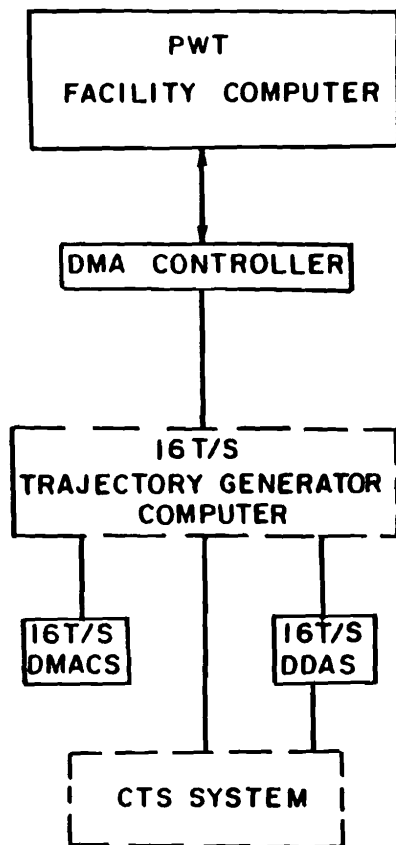 PWT
FACILITY COMPUTER
DMA CONTROLLER
16T/S
TRAJECTORY GENERATOR
COMPUTER
16T/S
DMACS
16T/S
DDAS
CTS SYSTEM